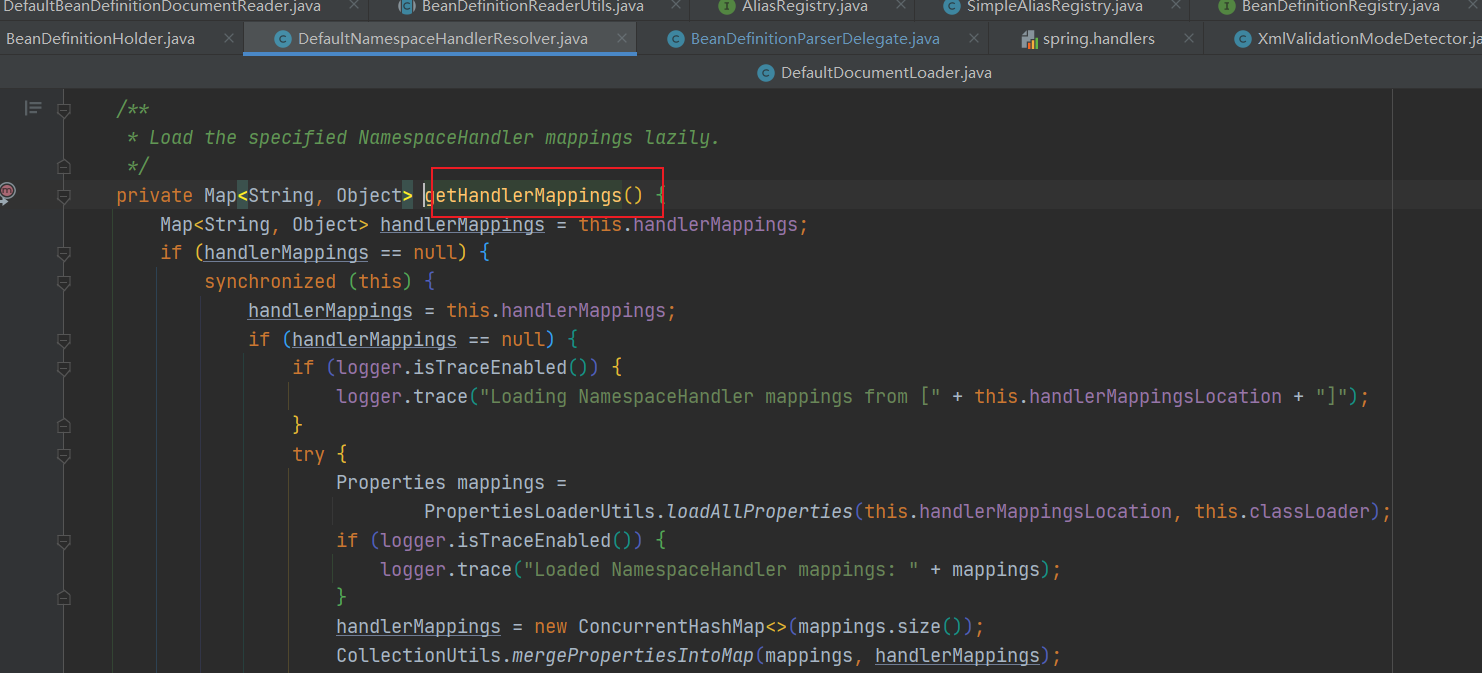 DefaultBeanDefinitionDocumentReader.java BeanDefinitionReaderUtils.java AliasRegistry.java SimpleAliasRegistry.java BeanDefinitionRegistry.java
BeanDefinitionHolder.java DefaultNamespaceHandlerResolver.java BeanDefinitionParserDelegate.java spring.handlers XmlValidationModeDetector.ja
DefaultDocumentLoader.java
/**
* Load the specified NamespaceHandler mappings lazily.
*/
private Map<String, Object> getHandlerMappings() {
Map<String, Object> handlerMappings = this.handlerMappings;
if (handlerMappings == null) {
synchronized (this) {
handlerMappings = this.handlerMappings;
if (handlerMappings == null) {
if (logger.isTraceEnabled()) {
logger.trace("Loading NamespaceHandler mappings from [" + this.handlerMappingsLocation + "]");
}
try {
Properties mappings =
PropertiesLoaderUtils.loadAllProperties(this.handlerMappingsLocation, this.classLoader);
if (logger.isTraceEnabled()) {
logger.trace("Loaded NamespaceHandler mappings: " + mappings);
}
handlerMappings = new ConcurrentHashMap<>(mappings.size());
CollectionUtils.mergePropertiesIntoMap(mappings, handlerMappings);